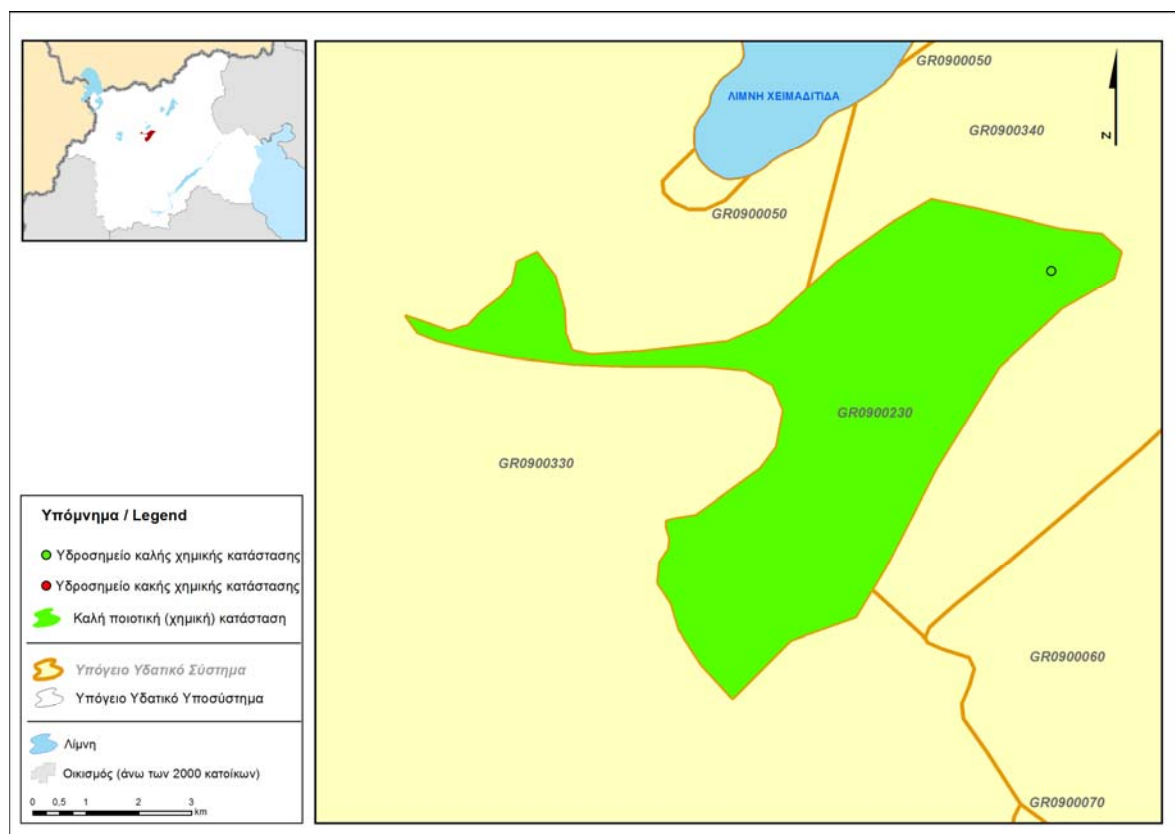 GR0900050
ΛΙΜΝΗ ΧΕΙΜΑΔΙΤΙΔΑ
GR0900340
N
GR0900050
GR0900230
GR0900330
GR0900060
GR0900070
Υπόμνημα / Legend
Υδροσημείο καλής χημικής κατάστασης
Υδροσημείο κακής χημικής κατάστασης
Καλή ποιοτική (χημική) κατάσταση
Υπόγειο Υδατικό Σύστημα
Υπόγειο Υδατικό Υποσύστημα
Λίμνη
Οικισμός (άνω των 2000 κατοίκων)
0 0,5 1 2 3
km